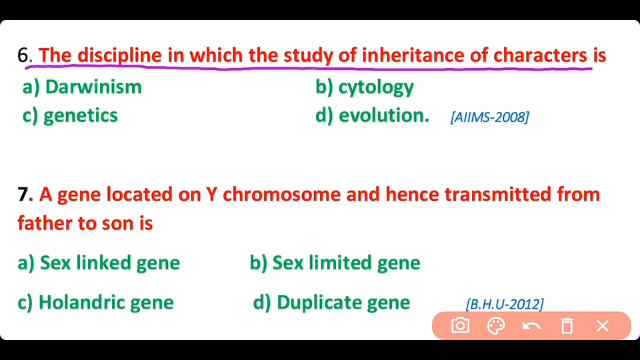 6. The discipline in which the study of inheritance of characters is
a) Darwinism b) cytology
c) genetics d) evolution. [AIIMS-2008]
7. A gene located on Y chromosome and hence transmitted from
father to son is
a) Sex linked gene b) Sex limited gene
c) Holandric gene d) Duplicate gene [B.H.U-2012]